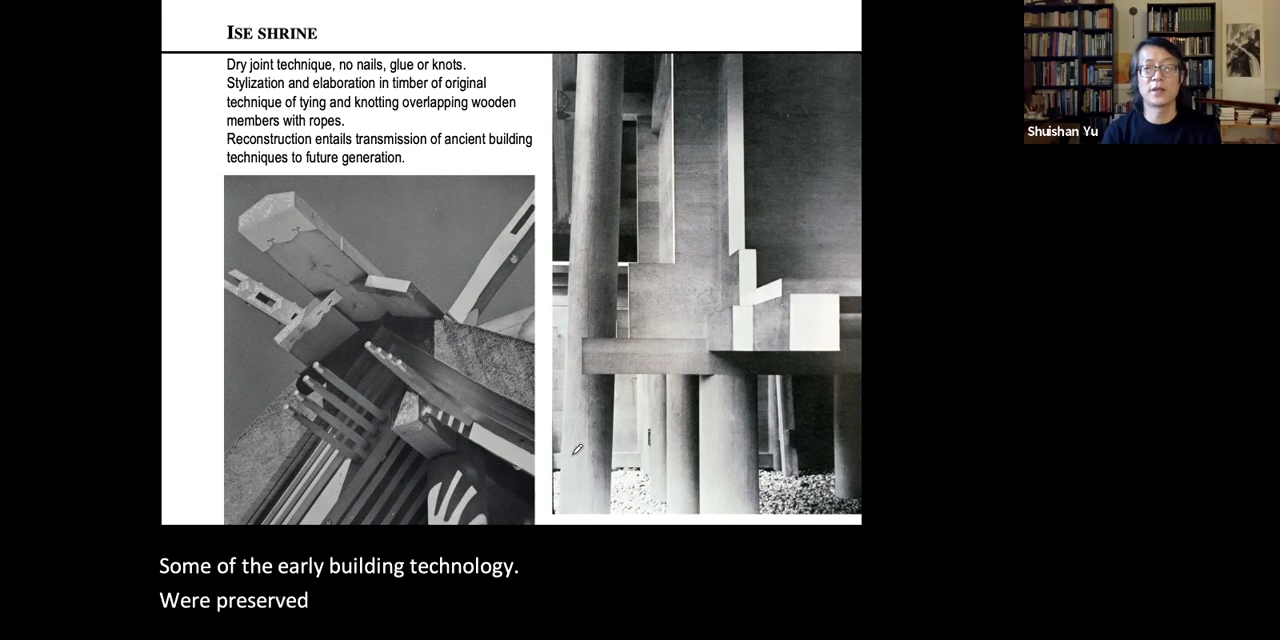 ISE SHRINE
Dry joint technique, no nails, glue or knots.
Stylization and elaboration in timber of original
technique of tying and knotting overlapping wooden
members with ropes.
Reconstruction entails transmission of ancient building
techniques to future generation.
Shuishan Yu
Some of the early building technology.
Were preserved